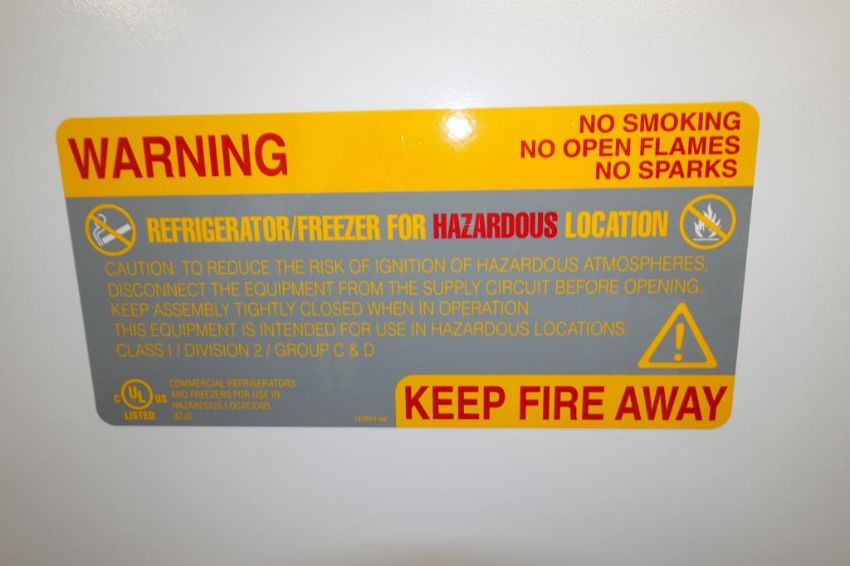 WARNING
NO SMOKING
NO OPEN FLAMES
NO SPARKS
REFRIGERATOR/FREEZER FOR HAZARDOUS LOCATION
CAUTION: TO REDUCE THE RISK OF IGNITION OF HAZARDOUS ATMOSPHERES,
DISCONNECT THE EQUIPMENT FROM THE SUPPLY CIRCUIT BEFORE OPENING.
KEEP ASSEMBLY TIGHTLY CLOSED WHEN IN OPERATION.
THIS EQUIPMENT IS INTENDED FOR USE IN HAZARDOUS LOCATIONS.
CLASS I / DIVISION 2 / GROUP C & D
C UL US
LISTED
COMMERCIAL REFRIGERATORS
AND FREEZERS FOR USE IN
HAZARDOUS LOCATIONS
KEEP FIRE AWAY